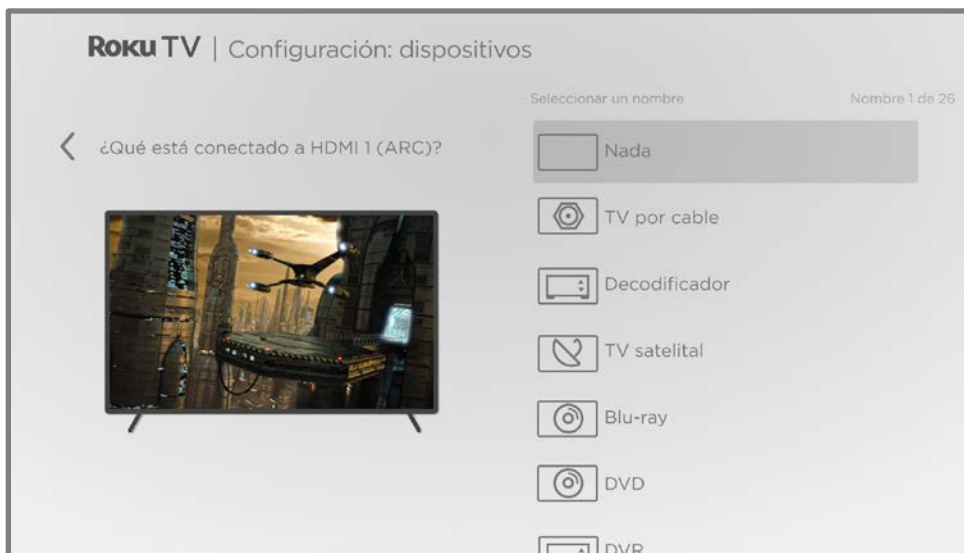 Roku TV | Configuración: dispositivos
Seleccionar un nombre
Nombre 1 de 26
¿Qué está conectado a HDMI 1 (ARC)?
Nada
TV por cable
Decodificador
TV satelital
Blu-ray
DVD
DVR